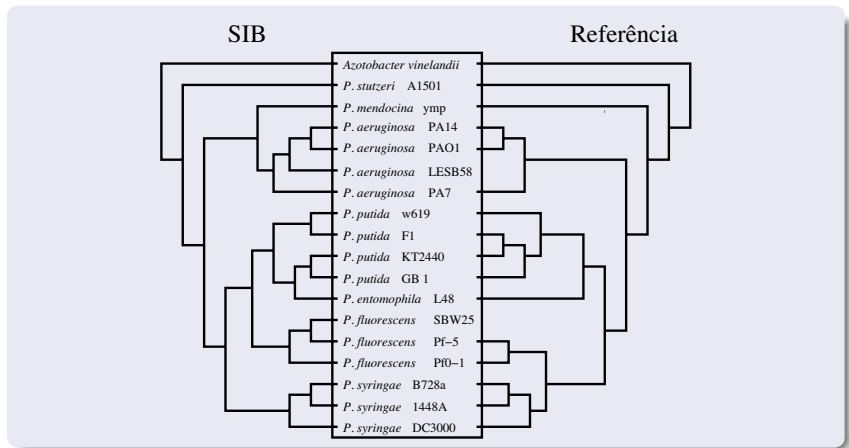 SIB Referência
Azotobacter vinelandii
P. stutzeri A1501
P. mendocina ymp
P. aeruginosa PA14
P. aeruginosa PAO1
P. aeruginosa LESB58
P. aeruginosa PA7
P. putida w619
P. putida F1
P. putida KT2440
P. putida GB 1
P. entomophila L48
P. fluorescens SBW25
P. fluorescens Pf−5
P. fluorescens Pf0−1
P. syringae B728a
P. syringae 1448A
P. syringae DC3000